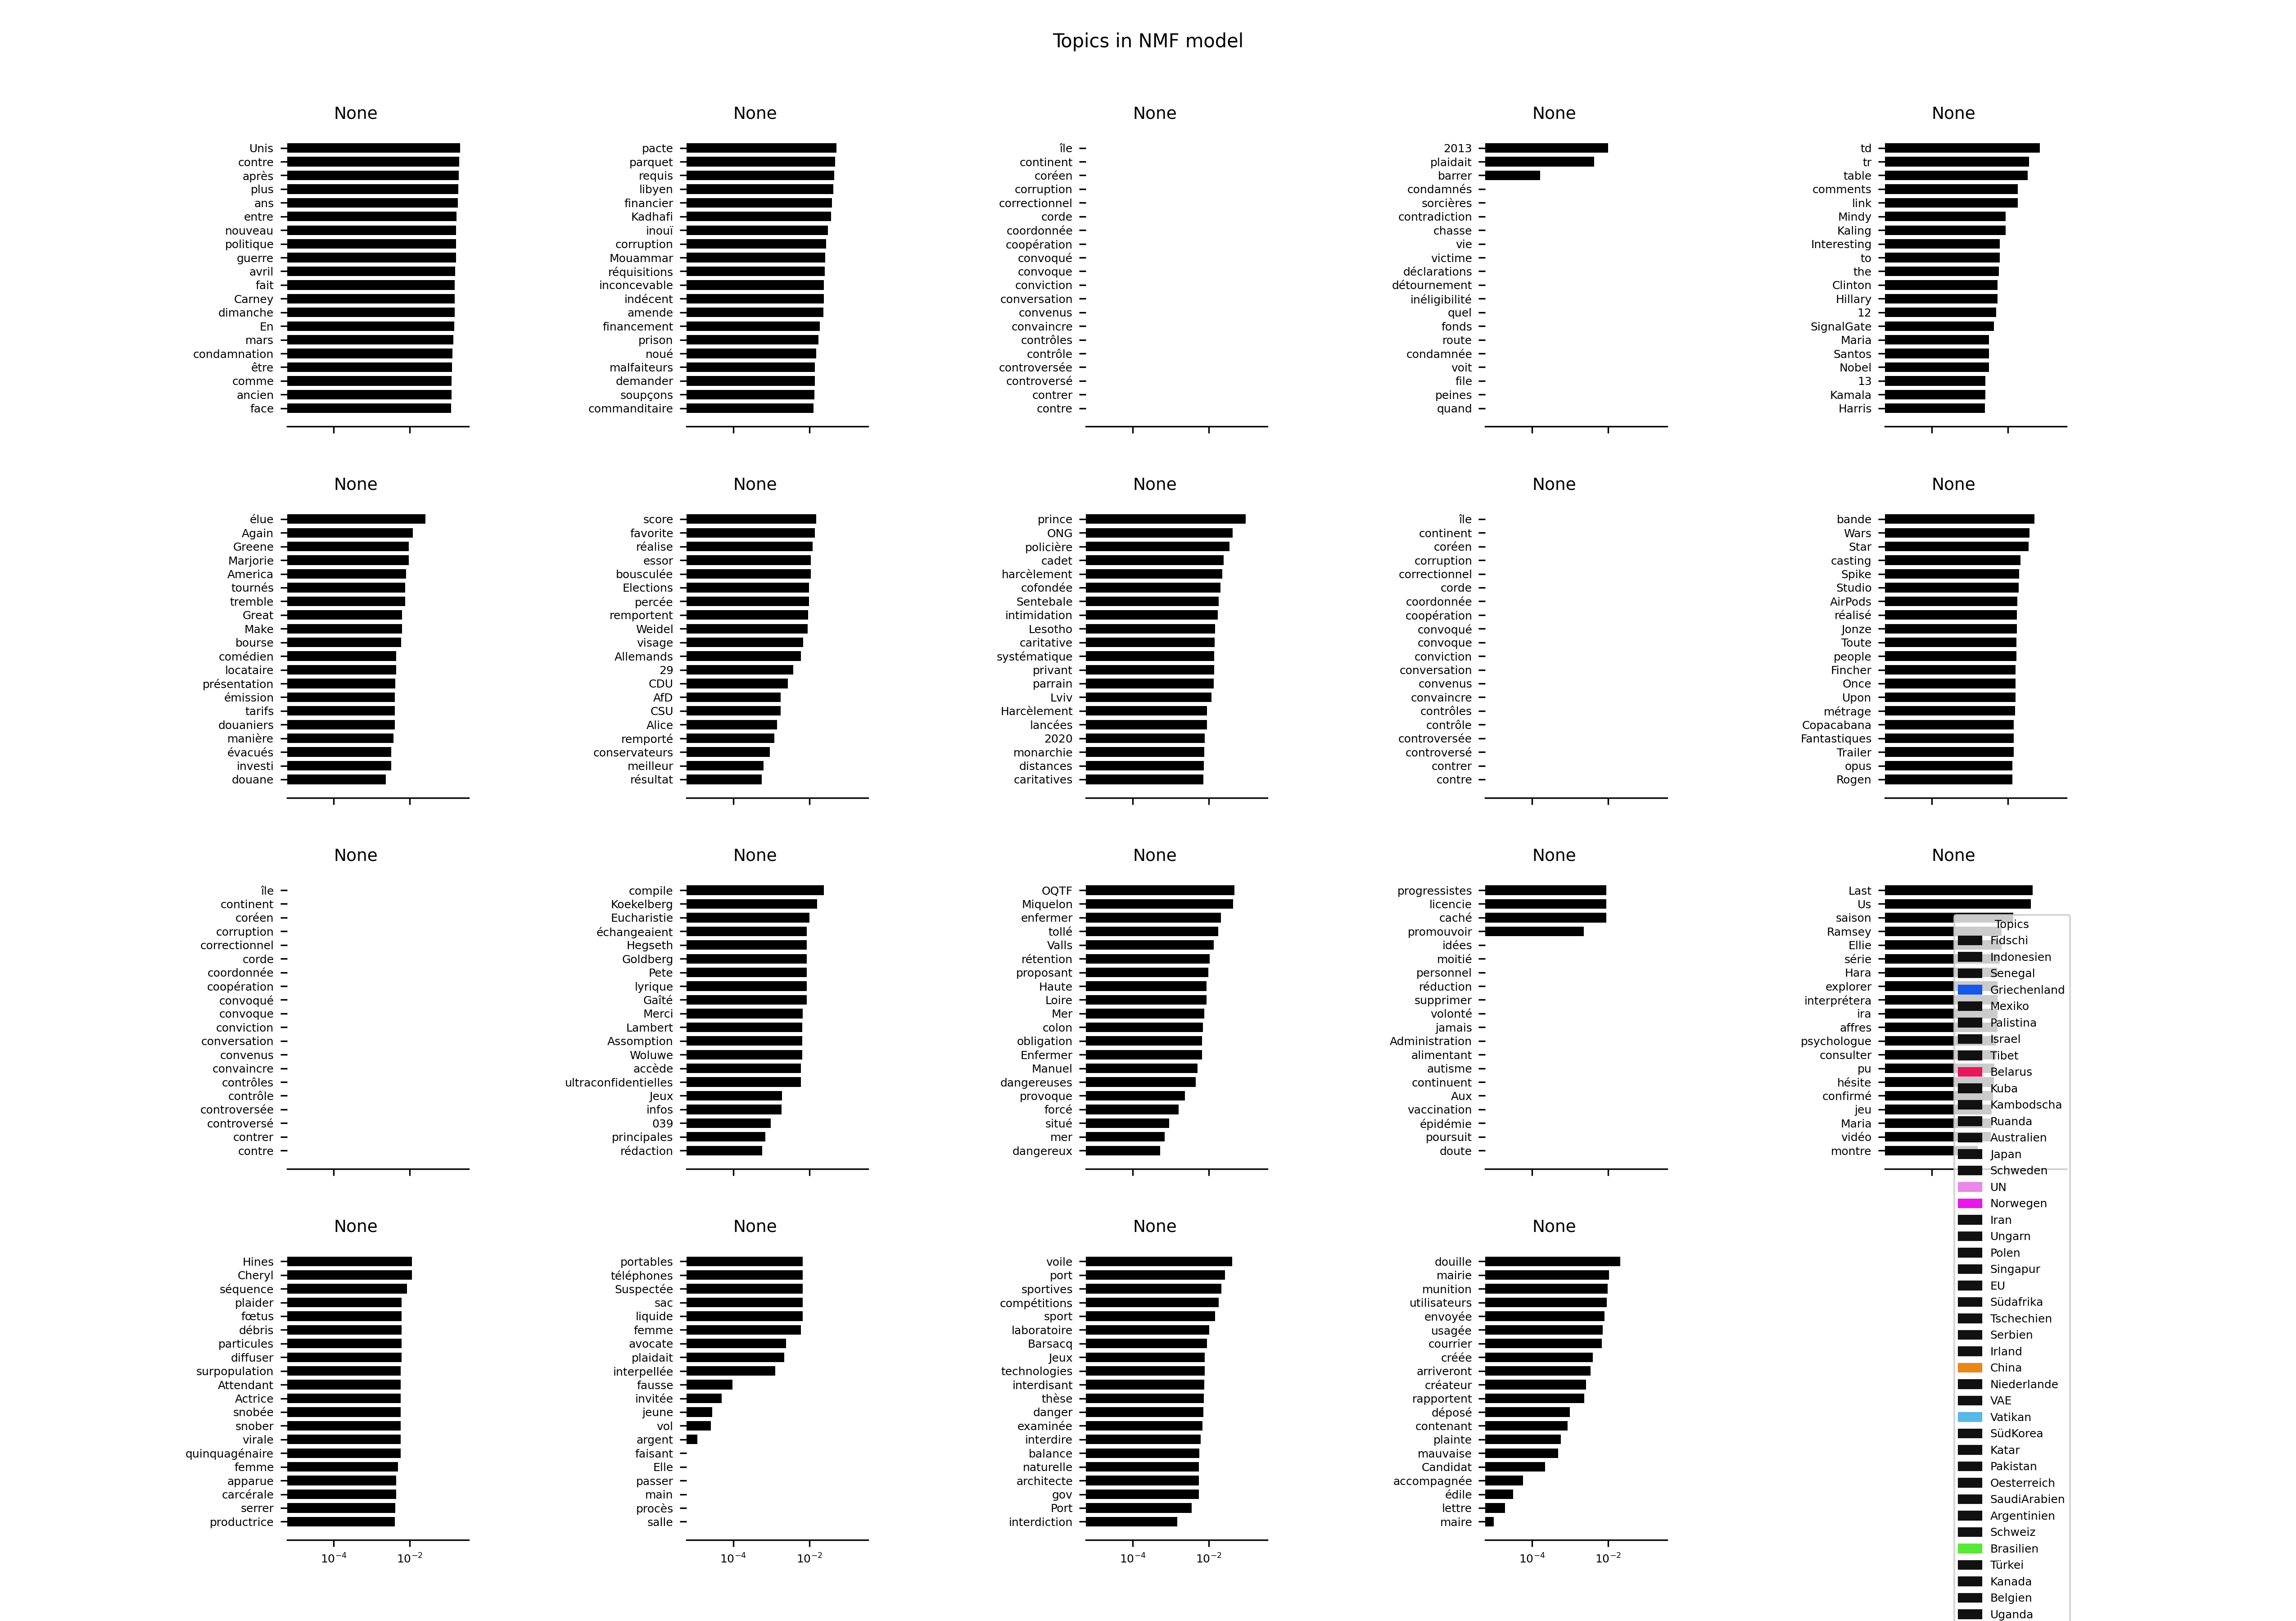 Topics in NMF model
None
Unis
contre
après
plus
ans
entre
nouveau
politique
guerre
avril
fait
Carney
dimanche
En
mars
condamnation
être
comme
ancien
face
None
pacte
parquet
requis
libyen
financier
Kadhafi
inouï
corruption
Mouammar
réquisitions
inconcevable
indécent
amende
financement
prison
noué
malfaiteurs
demander
soupçons
commanditaire
None
île
continent
coréen
corruption
correctionnel
corde
coordonnée
coopération
convoqué
convoque
conviction
conversation
convenus
convaincre
contrôles
contrôle
controversée
controversé
contrer
contre
None
2013
plaidait
barrer
condamnés
sorcières
contradiction
chasse
vie
victime
déclarations
détournement
inéligibilité
quel
fonds
route
condamnée
voit
file
peines
quand
None
td
tr
table
comments
link
Mindy
Kaling
Interesting
to
the
Clinton
Hillary
12
SignalGate
Maria
Santos
Nobel
13
Kamala
Harris
None
élue
Again
Greene
Marjorie
America
tournés
tremble
Great
Make
bourse
comédien
locataire
présentation
émission
tarifs
douaniers
manière
évacués
investi
douane
None
score
favorite
réalise
essor
bousculée
Elections
percée
remportent
Weidel
visage
Allemands
29
CDU
AfD
CSU
Alice
remporté
conservateurs
meilleur
résultat
None
prince
ONG
policière
cadet
harcèlement
cofondée
Sentebale
intimidation
Lesotho
caritative
systématique
privant
parrain
Lviv
Harcèlement
lancées
2020
monarchie
distances
caritatives
None
île
continent
coréen
corruption
correctionnel
corde
coordonnée
coopération
convoqué
convoque
conviction
conversation
convenus
convaincre
contrôles
contrôle
controversée
controversé
contrer
contre
None
bande
Wars
Star
casting
Spike
Studio
AirPods
réalisé
Jonze
Toute
people
Fincher
Once
Upon
métrage
Copacabana
Fantastiques
Trailer
opus
Rogen
None
île
continent
coréen
corruption
correctionnel
corde
coordonnée
coopération
convoqué
convoque
conviction
conversation
convenus
convaincre
contrôles
contrôle
controversée
controversé
contrer
contre
None
compile
Koekelberg
Eucharistie
échangeaient
Hegseth
Goldberg
Pete
lyrique
Gaîté
Merci
Lambert
Assomption
Woluwe
accède
ultraconfidentielles
Jeux
infos
039
principales
rédaction
None
OQTF
Miquelon
enfermer
tollé
Valls
rétention
proposant
Haute
Loire
Mer
colon
obligation
Enfermer
Manuel
dangereuses
provoque
forcé
situé
mer
dangereux
None
progressistes
licencie
caché
promouvoir
idées
moitié
personnel
réduction
supprimer
volonté
jamais
Administration
alimentant
autisme
continuent
Aux
vaccination
épidémie
poursuit
doute
None
Last
Us
saison
Ramsey
Ellie
série
Hara
explorer
interprétera
ira
affres
psychologue
consulter
pu
hésite
confirmé
jeu
Maria
vidéo
montre
None
Hines
Cheryl
séquence
plaider
fœtus
débris
particules
diffuser
surpopulation
Attendant
Actrice
snobée
snober
virale
quinquagénaire
femme
apparue
carcérale
serrer
productrice
10⁻⁴ 10⁻²
None
portables
téléphones
Suspectée
sac
liquide
femme
avocate
plaidait
interpellée
fausse
invitée
jeune
vol
argent
faisant
Elle
passer
main
procès
salle
10⁻⁴ 10⁻²
None
voile
port
sportives
compétitions
sport
laboratoire
Barsacq
Jeux
technologies
interdisant
thèse
danger
examinée
interdire
balance
naturelle
architecte
gov
Port
interdiction
10⁻⁴ 10⁻²
None
douille
mairie
munition
utilisateurs
envoyée
usagée
courrier
créée
arriveront
créateur
rapportent
déposé
contenant
plainte
mauvaise
Candidat
accompagnée
édile
lettre
maire
10⁻⁴ 10⁻²
Topics
Fidschi
Indonesien
Senegal
Griechenland
Mexiko
Palistina
Israel
Tibet
Belarus
Kuba
Kambodscha
Ruanda
Australien
Japan
Schweden
UN
Norwegen
Iran
Ungarn
Polen
Singapur
EU
Südafrika
Tschechien
Serbien
Irland
China
Niederlande
VAE
Vatikan
SüdKorea
Katar
Pakistan
Oesterreich
SaudiArabien
Argentinien
Schweiz
Brasilien
Türkei
Kanada
Belgien
Uganda